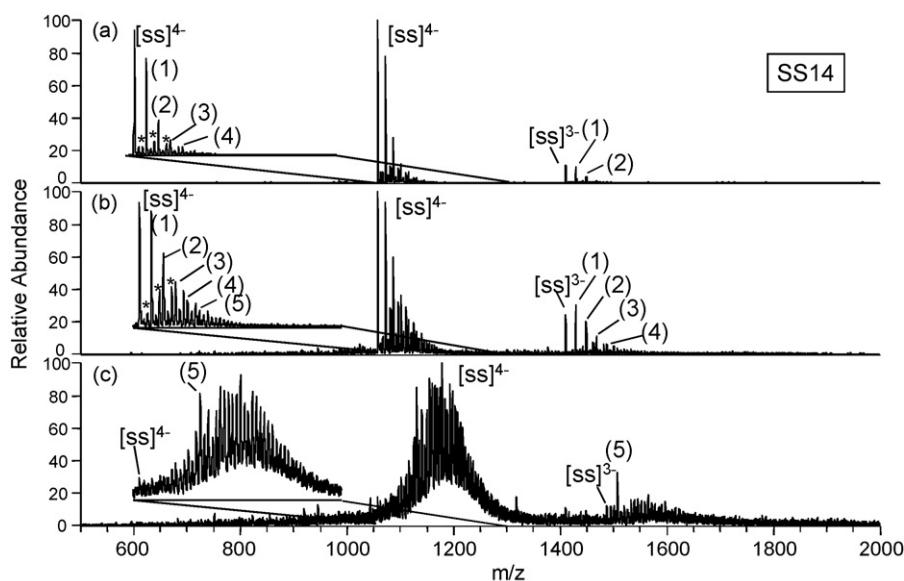 (a)
[ss]4-
(1)
(2)
(3)
(4)
* * *
[ss]4-
[ss]3-
(1)
(2)
SS14
100
80
60
40
20
0
(b)
[ss]4-
(1)
(2)
(3)
(4)
(5)
* * *
[ss]4-
[ss]3-
(1)
(2)
(3)
(4)
100
80
60
40
20
0
Relative Abundance
(c)
[ss]4-
(5)
[ss]4-
[ss]3-
(5)
100
80
60
40
20
0
600 800 1000 1200 1400 1600 1800 2000
m/z